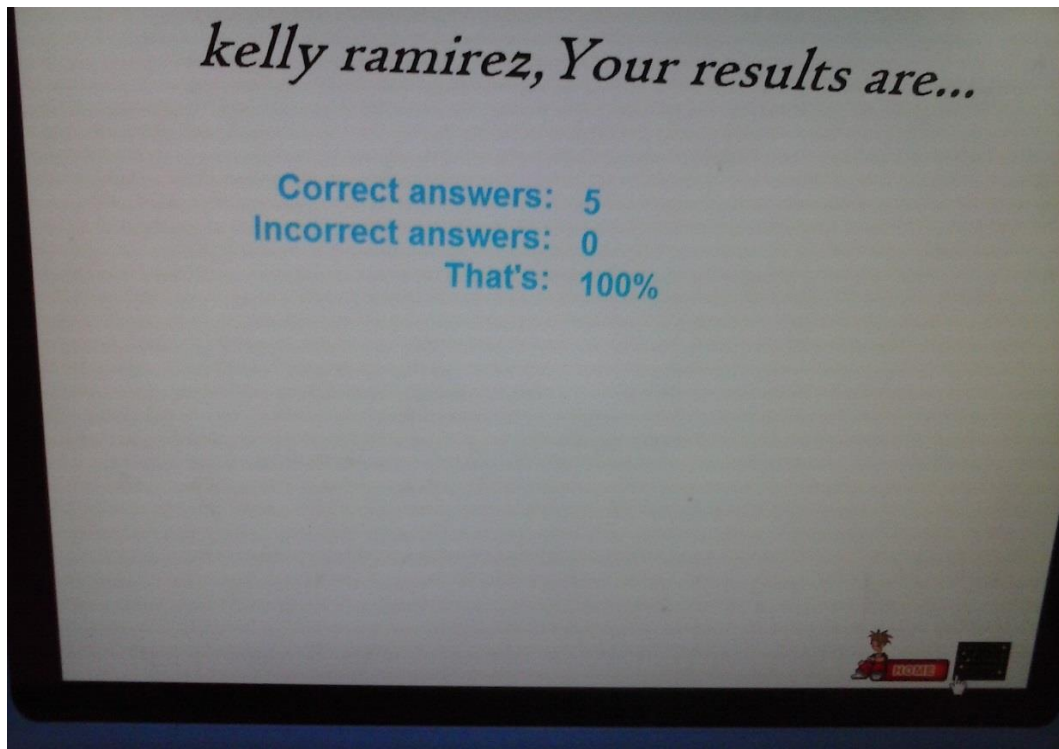 kelly ramirez, Your results are...
Correct answers: 5
Incorrect answers: 0
That's: 100%
HOME